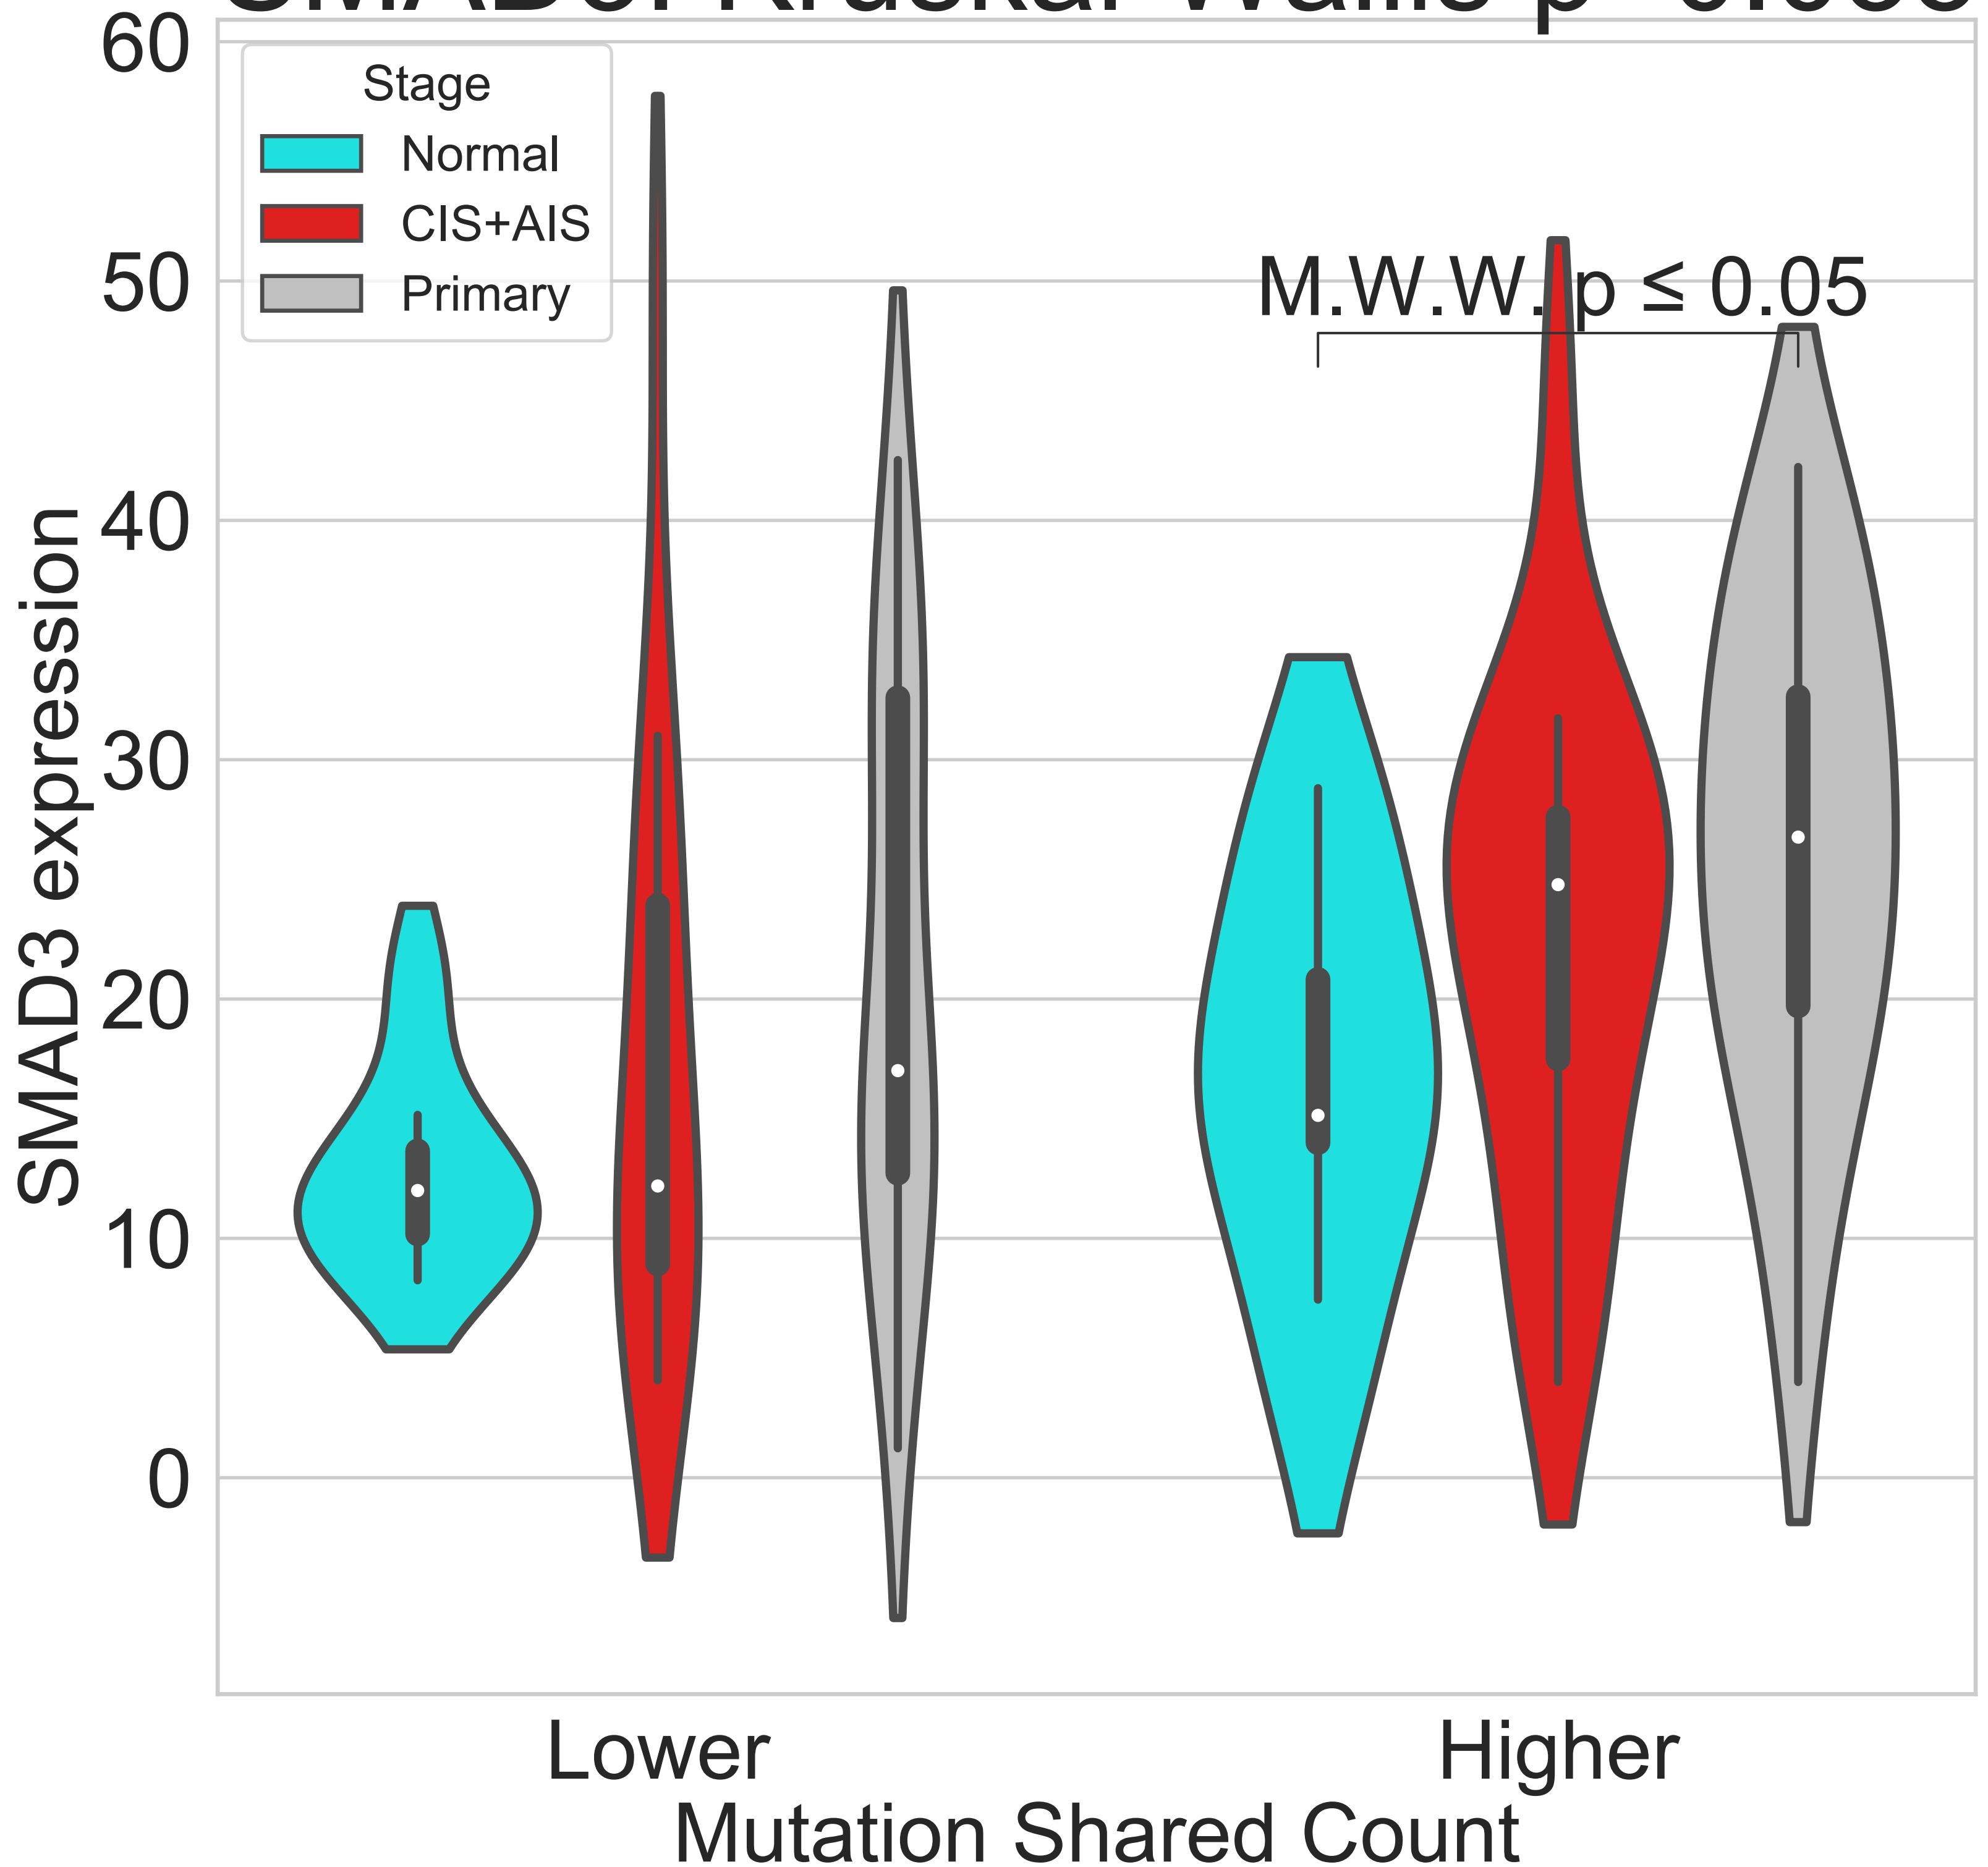 60
Stage
Normal
CIS+AIS
Primary
50
40
30
20
10
0
M.W.W. p ≤ 0.05
SMAD3 expression
Lower
Higher
Mutation Shared Count